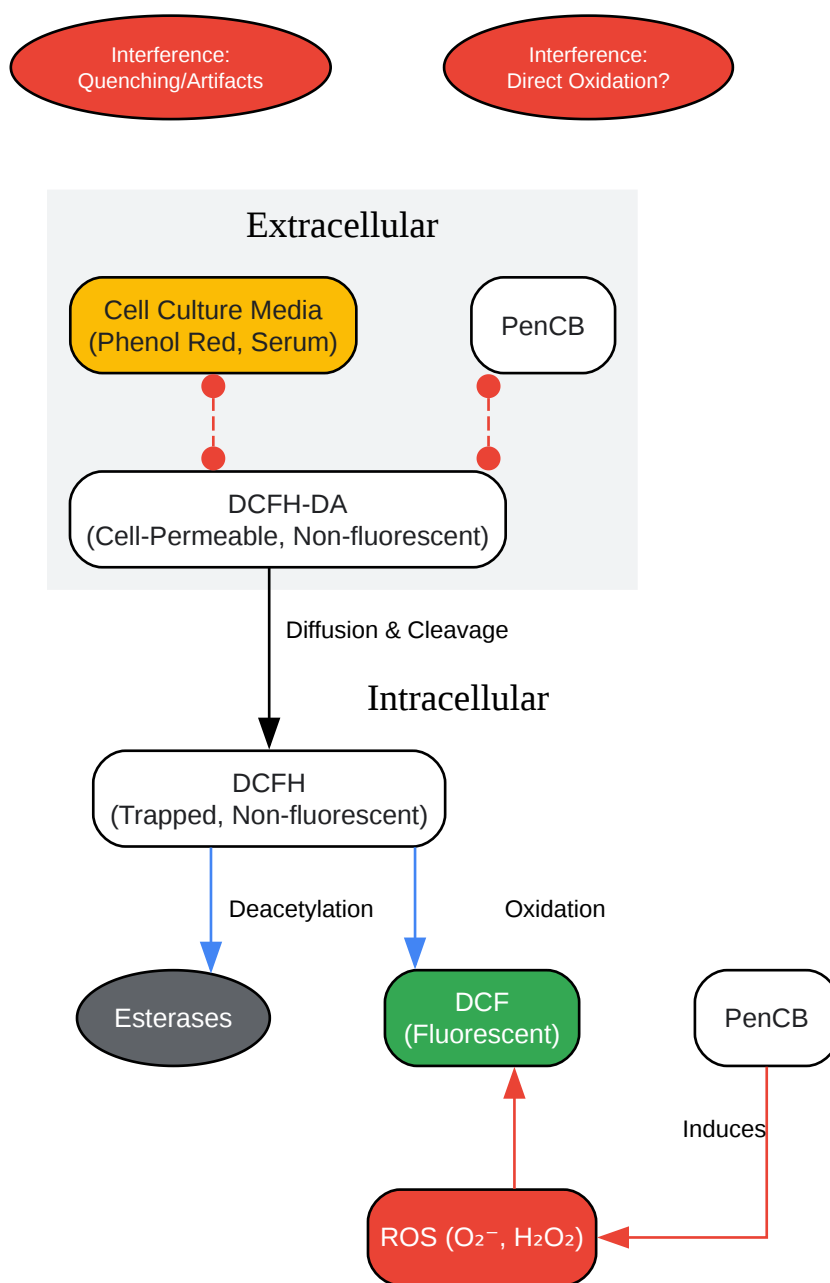 Interference:
Quenching/Artifacts
Interference:
Direct Oxidation?
Extracellular
Cell Culture Media
(Phenol Red, Serum)
PenCB
DCFH-DA
(Cell-Permeable, Non-fluorescent)
Diffusion & Cleavage
Intracellular
DCFH
(Trapped, Non-fluorescent)
Deacetylation
Oxidation
Esterases
DCF
(Fluorescent)
PenCB
Induces
ROS (O₂⁻, H₂O₂)